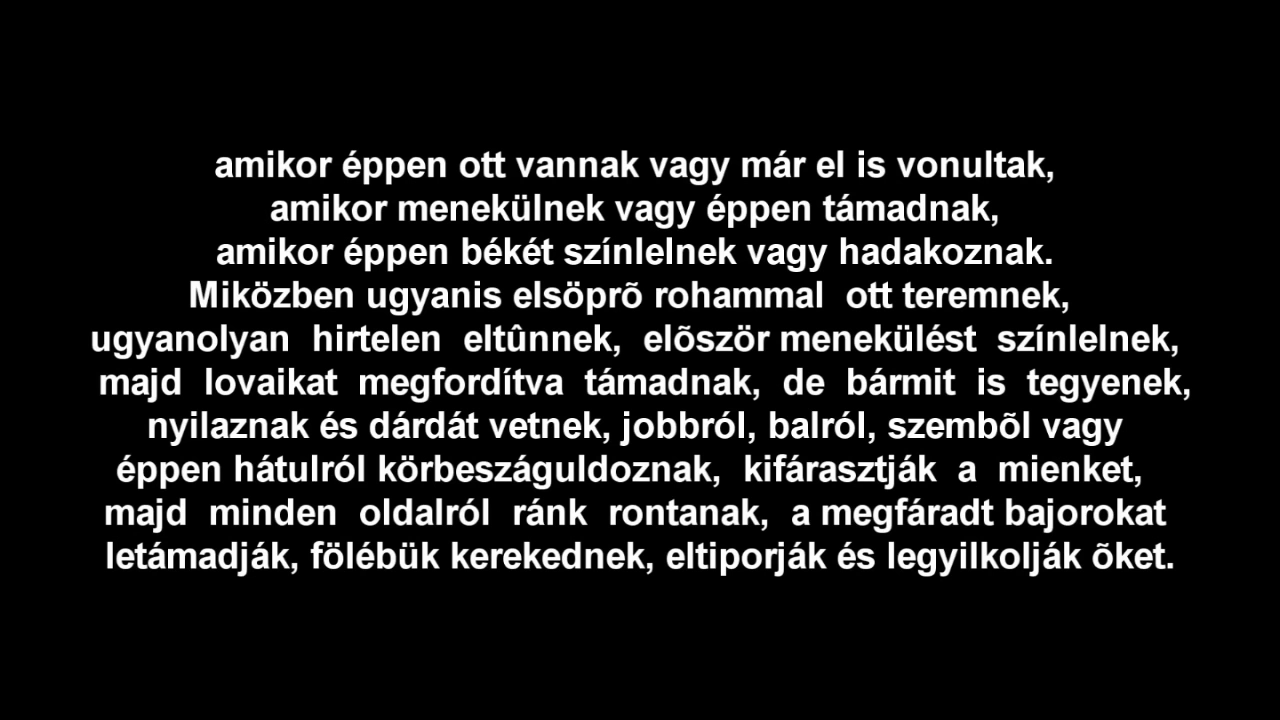 amikor éppen ott vannak vagy már el is vonultak,
amikor menekülnek vagy éppen támadnak,
amikor éppen békét színlelnek vagy hadakoznak.
Miközben ugyanis elsöprõ rohammal ott teremnek,
ugyanolyan hirtelen eltûnnek, elõször menekülést színlelnek,
majd lovaikat megfordítva támadnak, de bármit is tegyenek,
nyilaznak és dárdát vetnek, jobbról, balról, szembõl vagy
éppen hátulról körbeszáguldoznak, kifárasztják a mienket,
majd minden oldalról ránk rontanak, a megfáradt bajorokat
letámadják, fölébük kerekednek, eltiporják és legyilkolják õket.